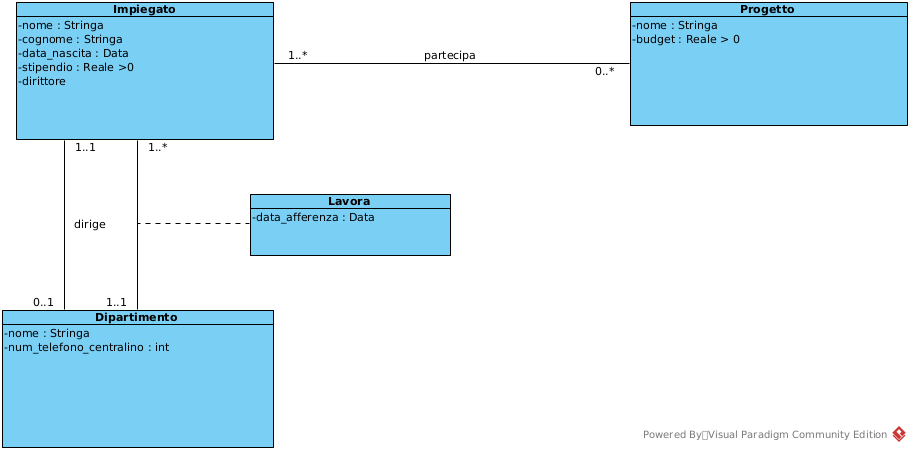 Impiegato
-nome : Stringa
-cognome : Stringa
-data_nascita : Data
-stipendio : Reale >0
-dirittore
Progetto
-nome : Stringa
-budget : Reale > 0
1..*
partecipa
0..*
1..1
1..*
dirige
Lavora
-data_afferenza : Data
0..1
1..1
Dipartimento
-nome : Stringa
-num_telefono_centralino : int
Powered By Visual Paradigm Community Edition